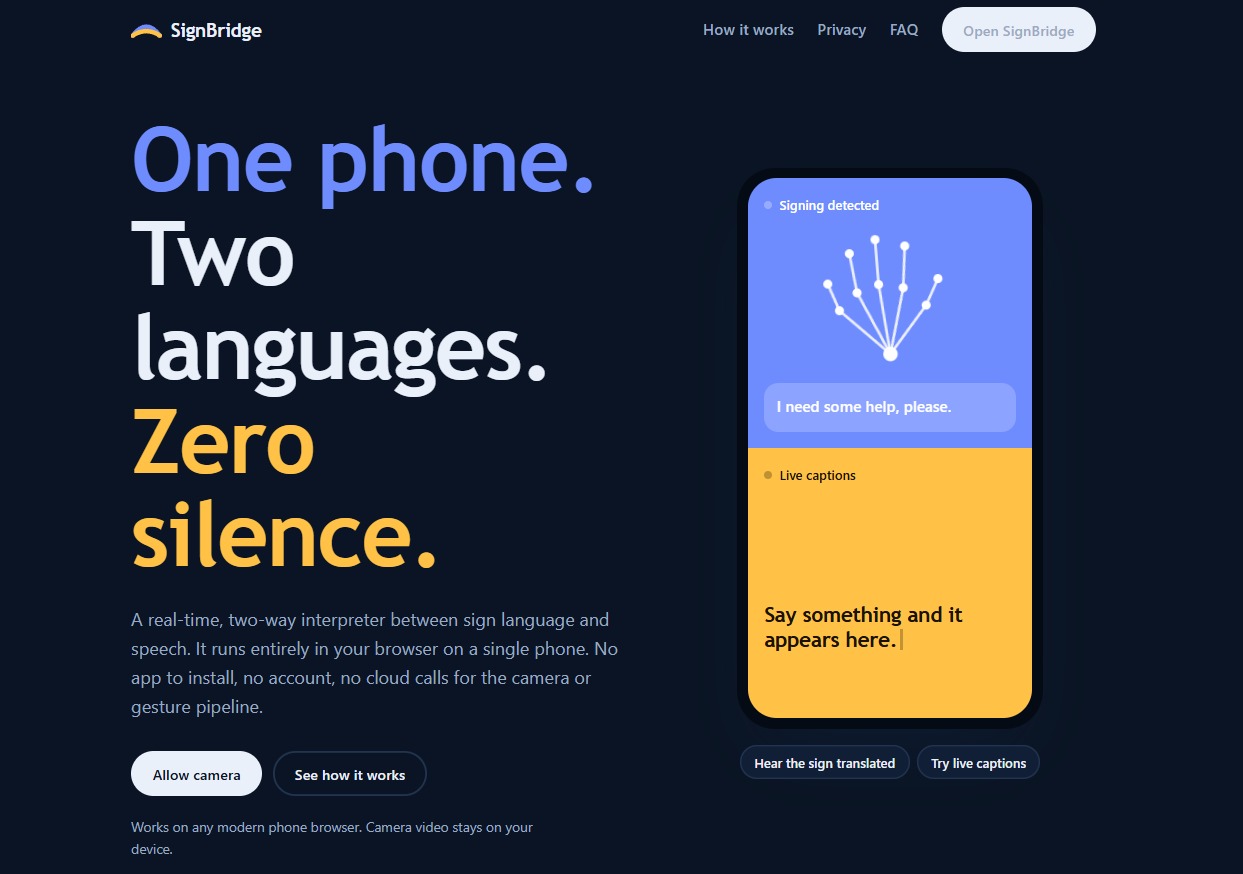 SignBridge
How it works
Privacy
FAQ
Open SignBridge
One phone.
Two
languages.
Zero
silence.
A real-time, two-way interpreter between sign language and
speech. It runs entirely in your browser on a single phone. No
app to install, no account, no cloud calls for the camera or
gesture pipeline.
Allow camera
See how it works
Works on any modern phone browser. Camera video stays on your
device.
Signing detected
I need some help, please.
Live captions
Say something and it
appears here.
Hear the sign translated
Try live captions